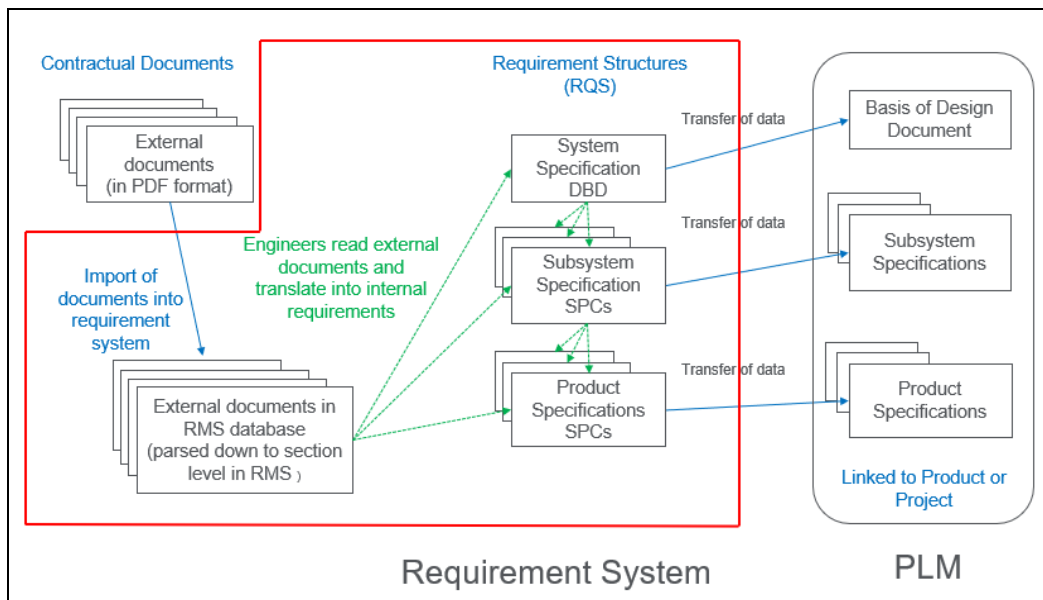 Contractual Documents
External
documents
(in PDF format)
Import of
documents into
requirement
system
External documents in
RMS database
(parsed down to section
level in RMS )
Engineers read external
documents and
translate into internal
requirements
Requirement Structures
(RQS)
System
Specification
DBD
Subsystem
Specification
SPCs
Product
Specifications
SPCs
Transfer of data
Transfer of data
Transfer of data
Basis of Design
Document
Subsystem
Specifications
Product
Specifications
Linked to Product or
Project
Requirement System
PLM